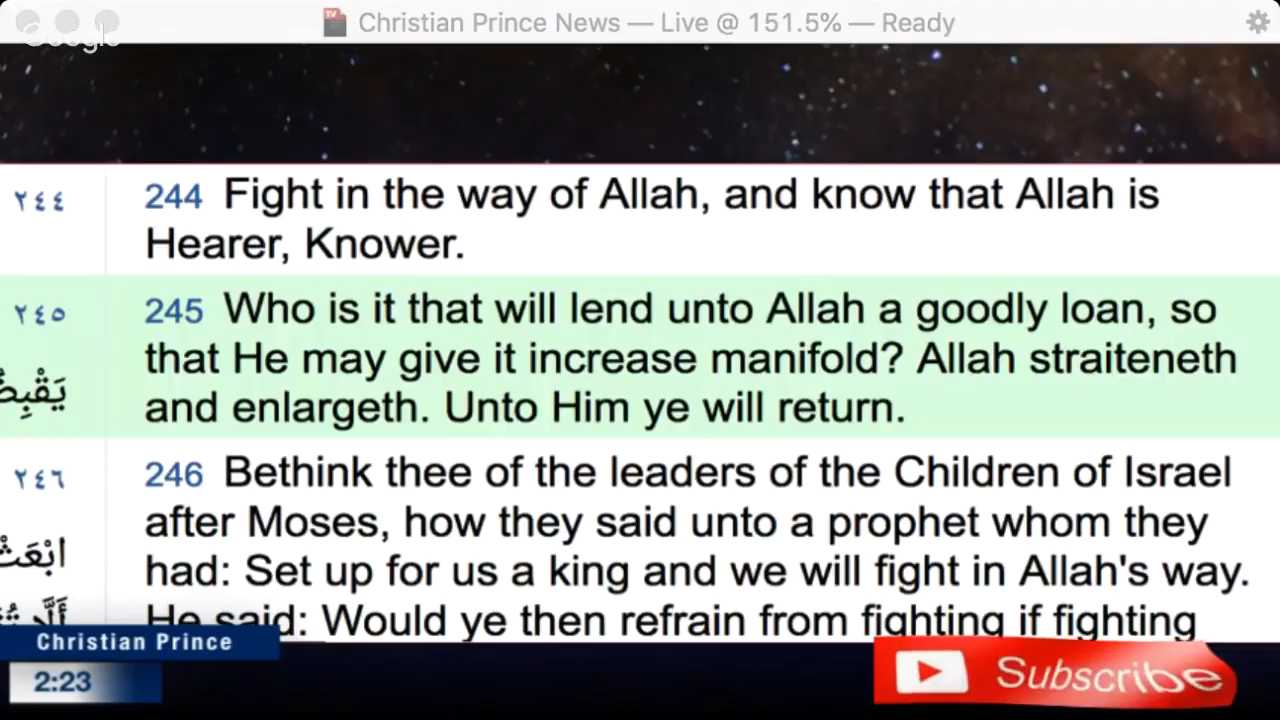 Christian Prince News — Live @ 151.5% — Ready
Google
TV
٢٤٤
244 Fight in the way of Allah, and know that Allah is
Hearer, Knower.
٢٤٥
245 Who is it that will lend unto Allah a goodly loan, so
that He may give it increase manifold? Allah straiteneth
and enlargeth. Unto Him ye will return.
٢٤٦
246 Bethink thee of the leaders of the Children of Israel
after Moses, how they said unto a prophet whom they
had: Set up for us a king and we will fight in Allah's way.
He said: Would ye then refrain from fighting if fighting
Christian Prince
2:23
Subscribe